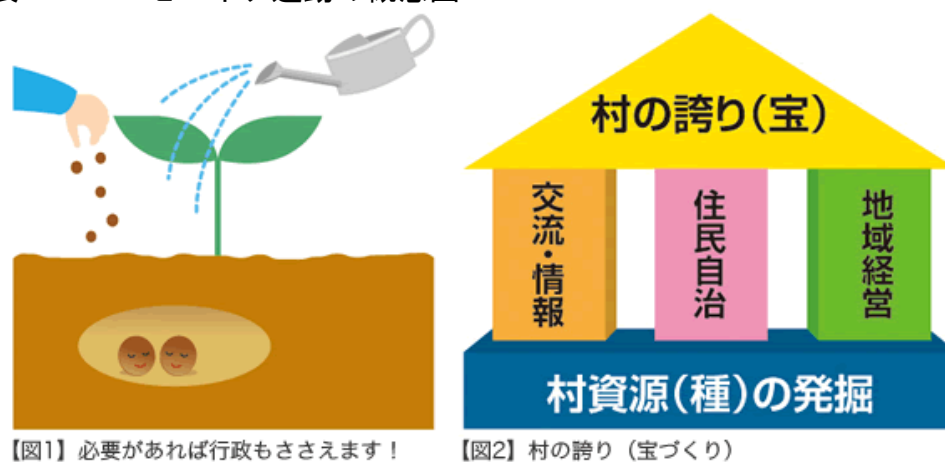 村の誇り(宝)
交流・情報
住民自治
地域経営
村資源(種)の発掘
【図1】必要があれば行政もささえます！
【図2】村の誇り（宝づくり）